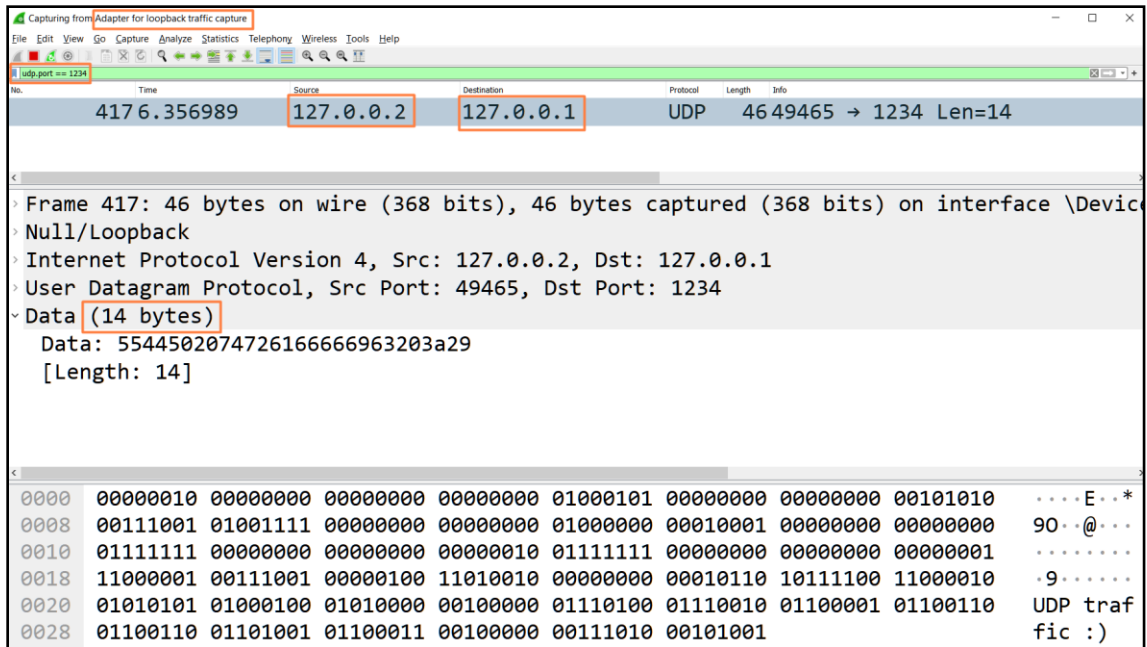 Capturing from Adapter for loopback traffic capture
File Edit View Go Capture Analyze Statistics Telephony Wireless Tools Help
udp.port == 1234
No. Time Source Destination Protocol Length Info
417 6.356989 127.0.0.2 127.0.0.1 UDP 46 49465 → 1234 Len=14
Frame 417: 46 bytes on wire (368 bits), 46 bytes captured (368 bits) on interface \Device
Null/Loopback
Internet Protocol Version 4, Src: 127.0.0.2, Dst: 127.0.0.1
User Datagram Protocol, Src Port: 49465, Dst Port: 1234
Data (14 bytes)
Data: 5544502074726166666963203a29
[Length: 14]
0000 00000010 00000000 00000000 00000000 01000101 00000000 00000000 00101010 ····E··*
0008 00111001 01001111 00000000 00000000 01000000 00010001 00000000 00000000 9O··@···
0010 01111111 00000000 00000000 00000010 01111111 00000000 00000000 00000001 ········
0018 11000001 00111001 00000100 11010010 00000000 00010110 10111100 11000010 ·9······
0020 01010101 01000100 01010000 00100000 01110100 01110010 01100001 01100110 UDP traf
0028 01100110 01101001 01100011 00100000 00111010 00101001 fic :)